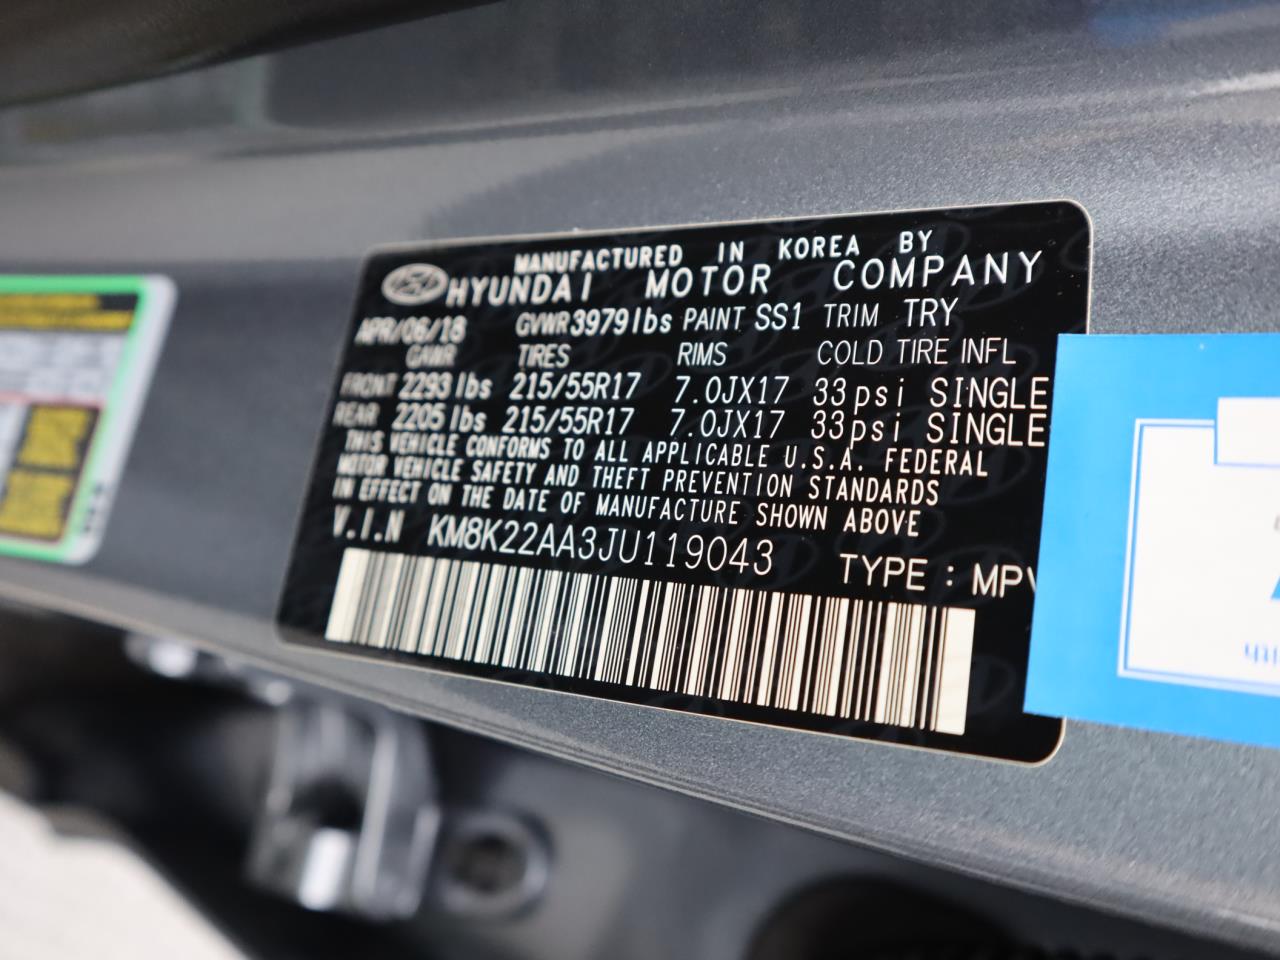 MANUFACTURED IN KOREA BY
HYUNDAI MOTOR COMPANY
APR/06/18 GVWR 3979lbs PAINT SS1 TRIM TRY
GAWR TIRES RIMS COLD TIRE INFL
FRONT 2293 lbs 215/55R17 7.0JX17 33psi SINGLE
REAR 2205 lbs 215/55R17 7.0JX17 33psi SINGLE
THIS VEHICLE CONFORMS TO ALL APPLICABLE U.S.A. FEDERAL
MOTOR VEHICLE SAFETY AND THEFT PREVENTION STANDARDS
IN EFFECT ON THE DATE OF MANUFACTURE SHOWN ABOVE
V.I.N KM8K22AA3JU119043 TYPE : MPV